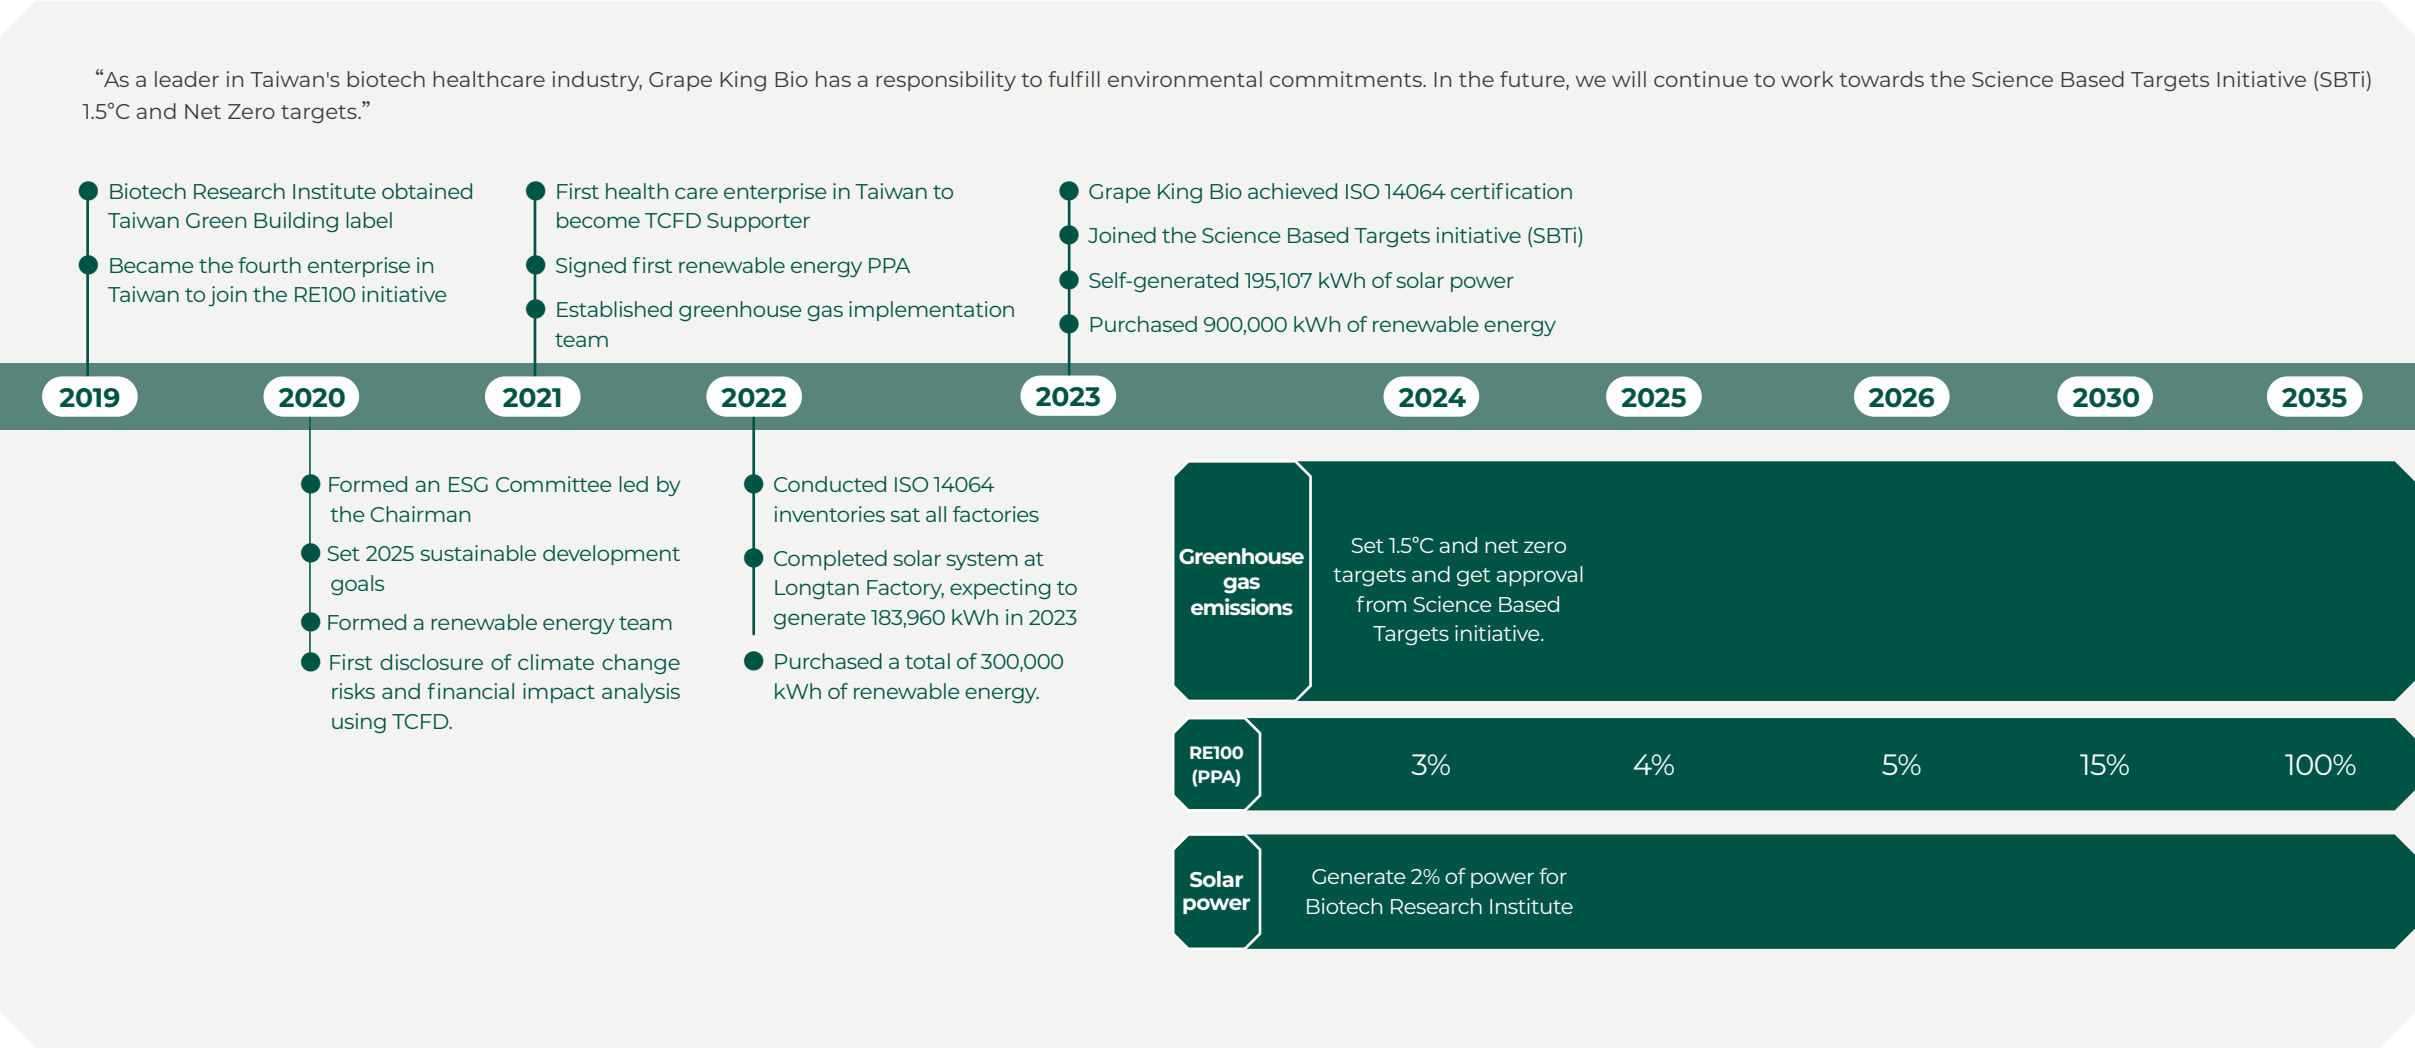 “As a leader in Taiwan's biotech healthcare industry, Grape King Bio has a responsibility to fulfill environmental commitments. In the future, we will continue to work towards the Science Based Targets Initiative (SBTi)
1.5°C and Net Zero targets.”
Biotech Research Institute obtained
Taiwan Green Building label
Became the fourth enterprise in
Taiwan to join the RE100 initiative
First health care enterprise in Taiwan to
become TCFD Supporter
Signed first renewable energy PPA
Established greenhouse gas implementation
team
Grape King Bio achieved ISO 14064 certification
Joined the Science Based Targets initiative (SBTi)
Self-generated 195,107 kWh of solar power
Purchased 900,000 kWh of renewable energy
2019 2020 2021 2022 2023 2024 2025 2026 2030 2035
Formed an ESG Committee led by
the Chairman
Set 2025 sustainable development
goals
Formed a renewable energy team
First disclosure of climate change
risks and financial impact analysis
using TCFD.
Conducted ISO 14064
inventories sat all factories
Completed solar system at
Longtan Factory, expecting to
generate 183,960 kWh in 2023
Purchased a total of 300,000
kWh of renewable energy.
Greenhouse
gas
emissions
Set 1.5°C and net zero
targets and get approval
from Science Based
Targets initiative.
RE100
(PPA)
3% 4% 5% 15% 100%
Solar
power
Generate 2% of power for
Biotech Research Institute